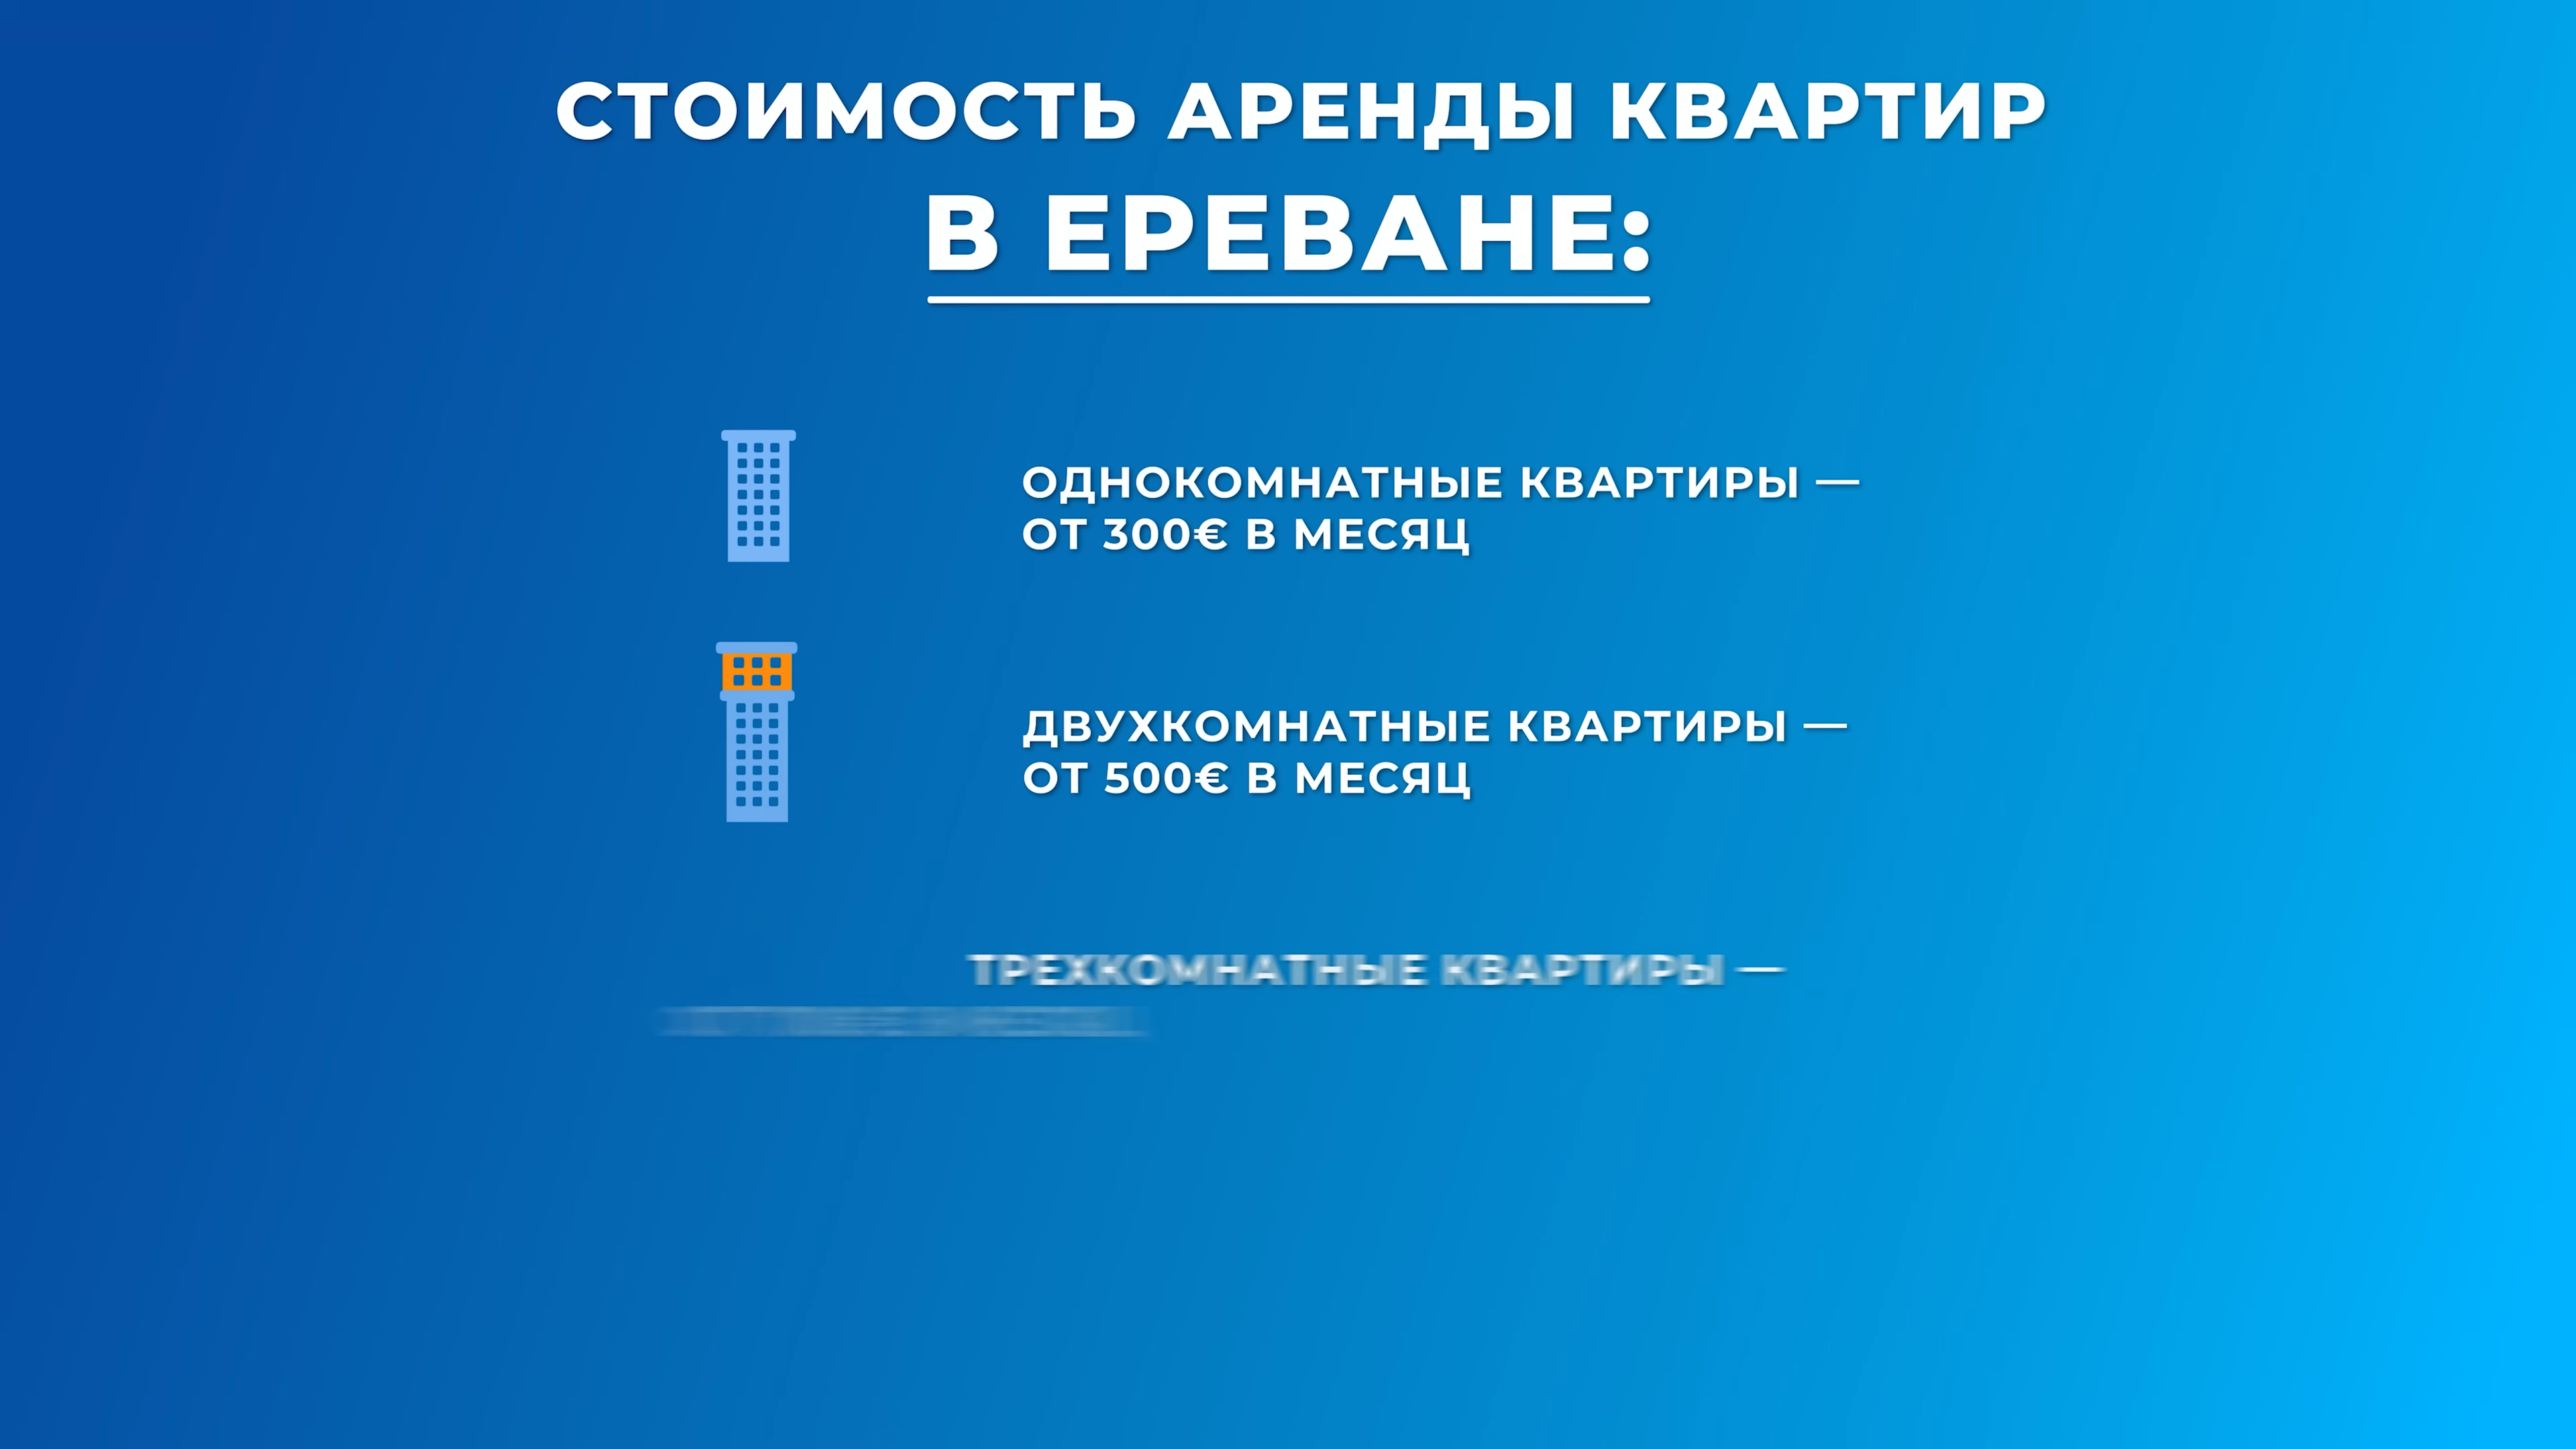 СТОИМОСТЬ АРЕНДЫ КВАРТИР
В ЕРЕВАНЕ:
ОДНОКОМНАТНЫЕ КВАРТИРЫ —
ОТ 300€ В МЕСЯЦ
ДВУХКОМНАТНЫЕ КВАРТИРЫ —
ОТ 500€ В МЕСЯЦ
ТРЕХКОМНАТНЫЕ КВАРТИРЫ —